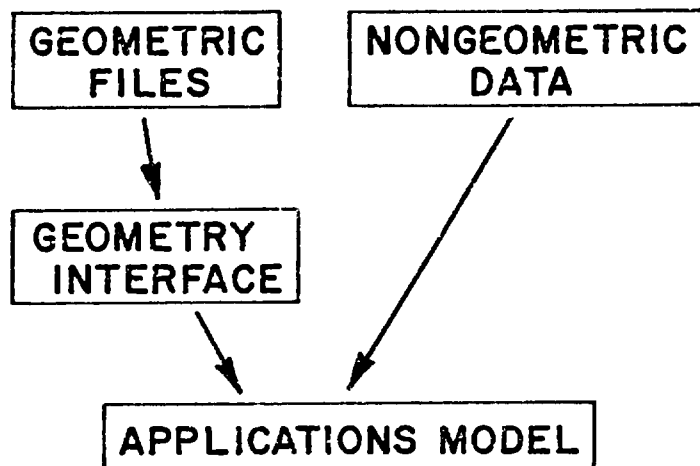 GEOMETRIC
FILES
NONGEOMETRIC
DATA
GEOMETRY
INTERFACE
APPLICATIONS MODEL